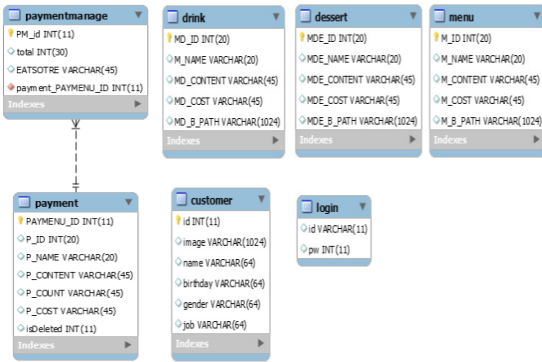 paymentmanage
PM_id INT(11)
total INT(30)
EATSOTRE VARCHAR(45)
payment_PAYMENU_ID INT(11)
Indexes
drink
MD_ID INT(20)
M_NAME VARCHAR(20)
MD_CONTENT VARCHAR(45)
MD_COST VARCHAR(45)
MD_B_PATH VARCHAR(1024)
Indexes
dessert
MDE_ID INT(20)
MDE_NAME VARCHAR(20)
MDE_CONTENT VARCHAR(45)
MDE_COST VARCHAR(45)
MDE_B_PATH VARCHAR(1024)
Indexes
menu
M_ID INT(20)
M_NAME VARCHAR(20)
M_CONTENT VARCHAR(45)
M_COST VARCHAR(45)
M_B_PATH VARCHAR(1024)
Indexes
payment
PAYMENU_ID INT(11)
P_ID INT(20)
P_NAME VARCHAR(20)
P_CONTENT VARCHAR(45)
P_COUNT VARCHAR(45)
P_COST VARCHAR(45)
isDeleted INT(11)
Indexes
customer
id INT(11)
image VARCHAR(1024)
name VARCHAR(64)
birthday VARCHAR(64)
gender VARCHAR(64)
job VARCHAR(64)
Indexes
login
id VARCHAR(11)
pw INT(11)